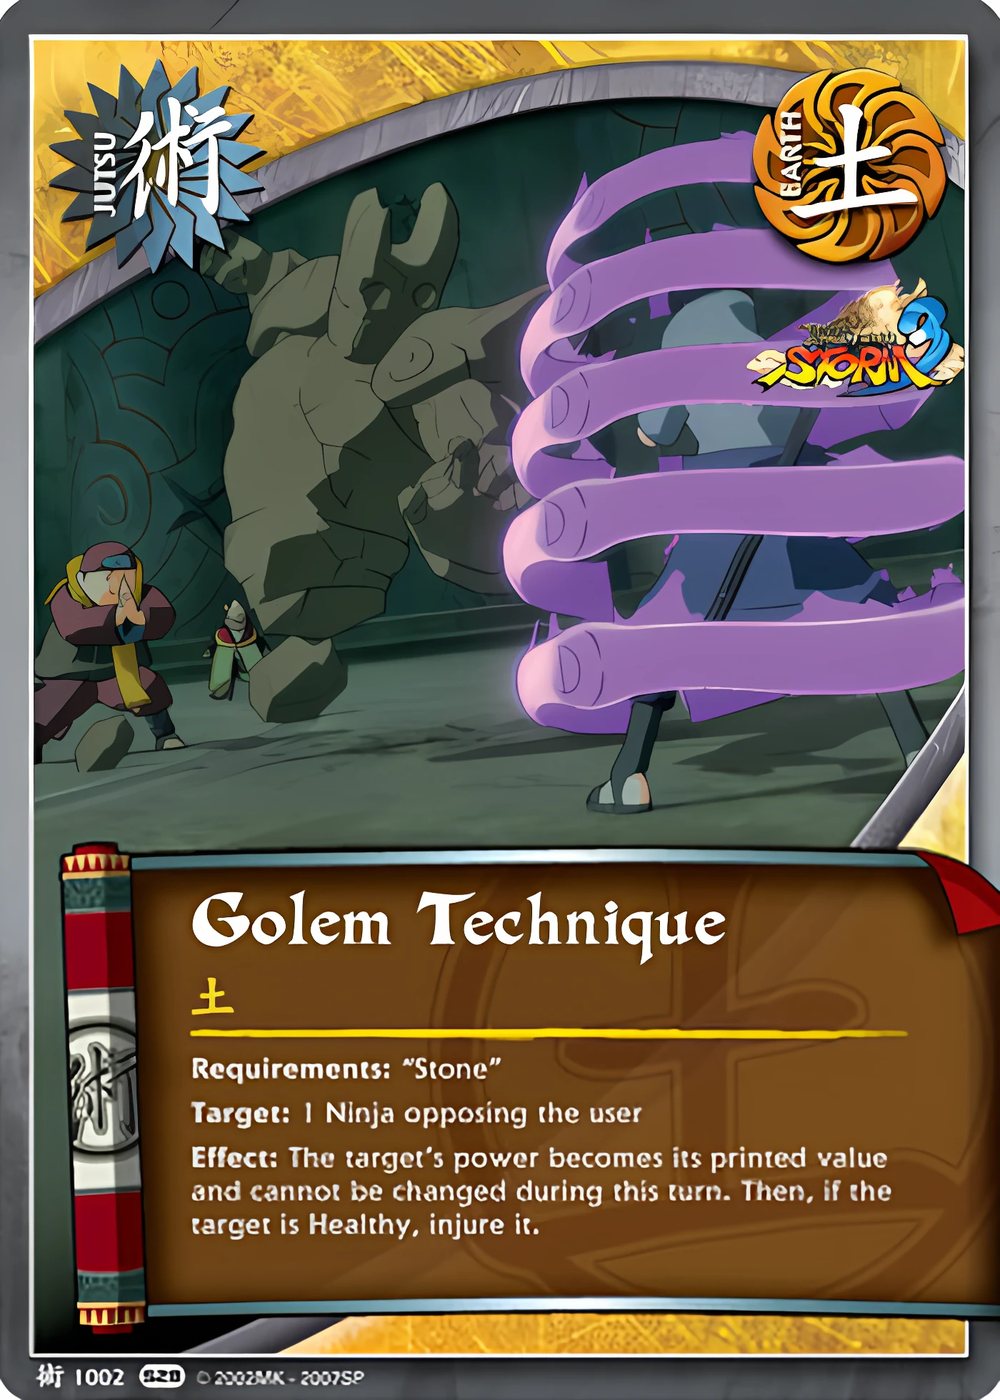 JUTSU
術
EARTH
土
STORM 3
Golem Technique
土
Requirements: "Stone"
Target: 1 Ninja opposing the user
Effect: The target's power becomes its printed value
and cannot be changed during this turn. Then, if the
target is Healthy, injure it.
術
術 1002 © 2002MK - 2007SP